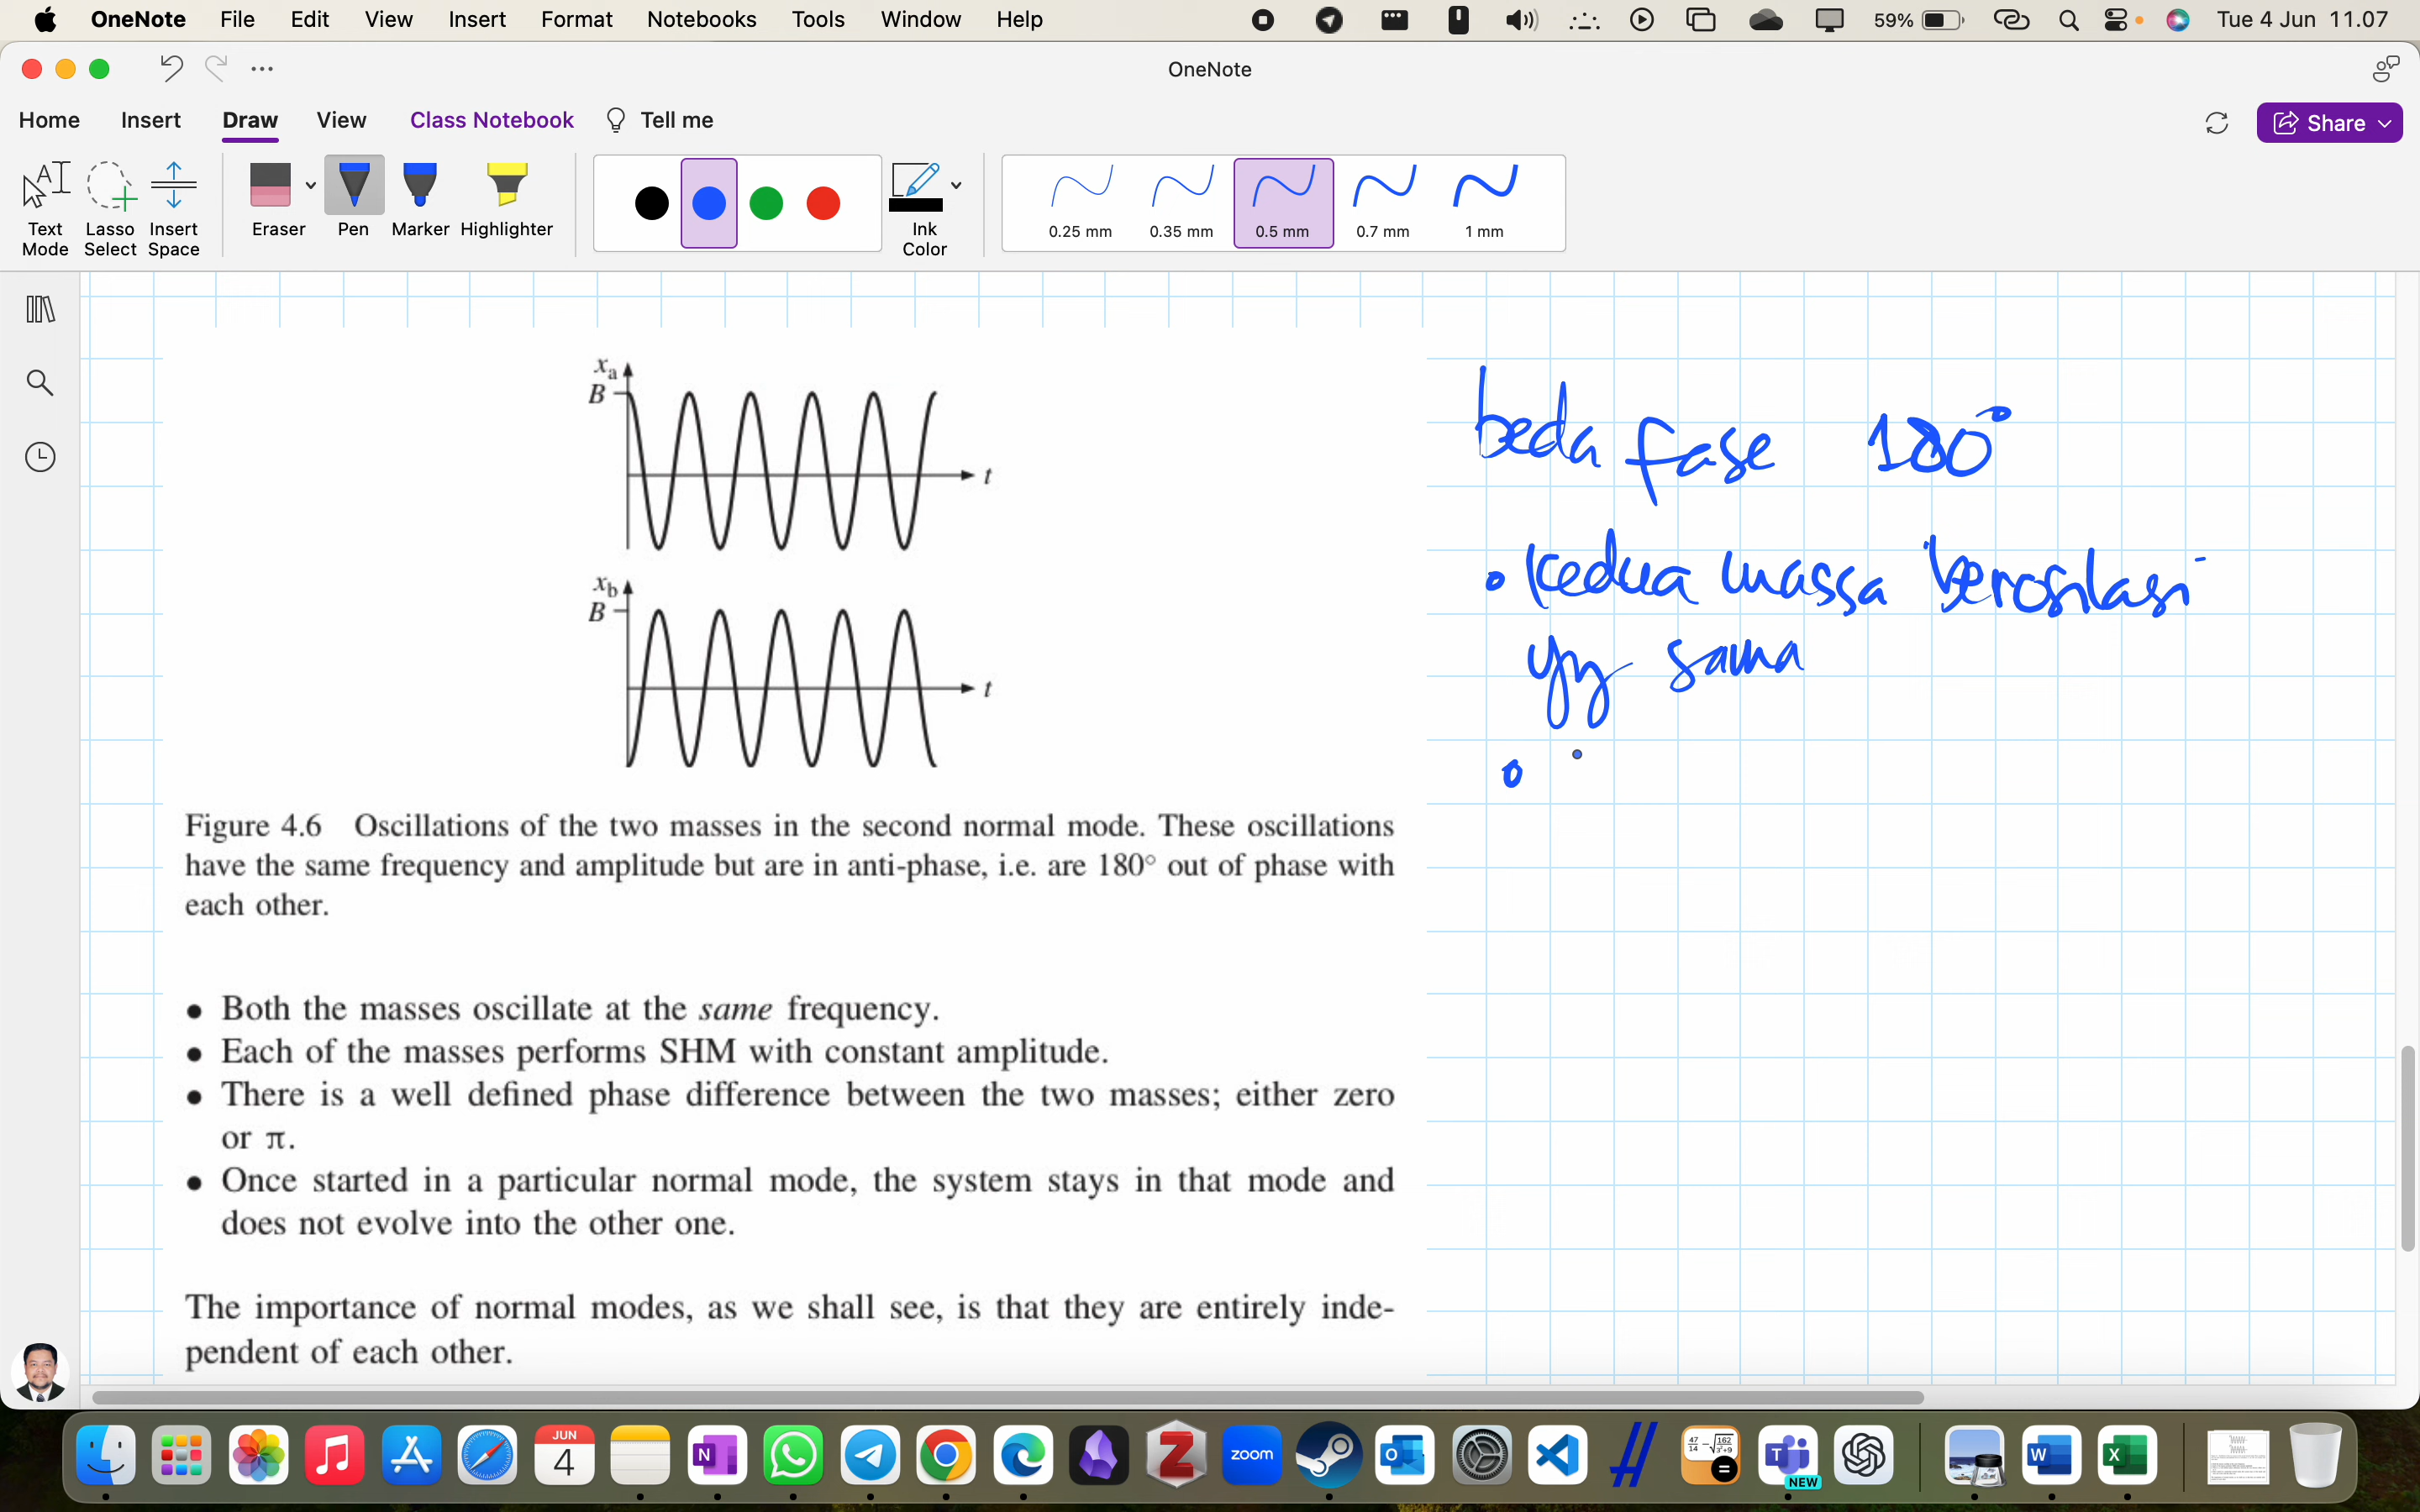 OneNote File Edit View Insert Format Notebooks Tools Window Help 59% Tue 4 Jun 11.07
OneNote
Home Insert Draw View Class Notebook Tell me Share
Text Mode
Lasso Select
Insert Space
Eraser
Pen
Marker
Highlighter
Ink Color
0.25 mm
0.35 mm
0.5 mm
0.7 mm
1 mm
xa
B
t
xb
B
t
Figure 4.6 Oscillations of the two masses in the second normal mode. These oscillations
have the same frequency and amplitude but are in anti-phase, i.e. are 180° out of phase with
each other.
• Both the masses oscillate at the same frequency.
• Each of the masses performs SHM with constant amplitude.
• There is a well defined phase difference between the two masses; either zero
or π.
• Once started in a particular normal mode, the system stays in that mode and
does not evolve into the other one.
The importance of normal modes, as we shall see, is that they are entirely inde-
pendent of each other.
beda fase 180°
• kedua massa berosilasi
yg sama
JUN
4
N
Z
zoom
O
47/14 - √162/7²+9
=
T
NEW
W
X